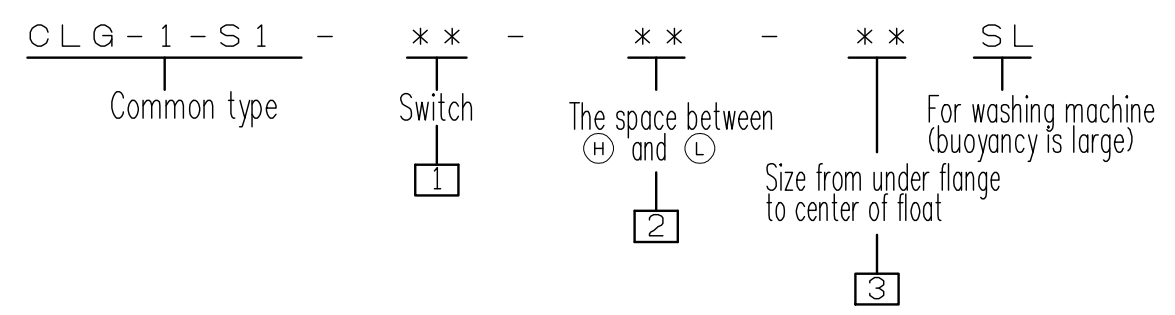 CLG-1-S1 - ** - ** - ** SL
Common type
Switch
1
The space between
Ⓗ and Ⓛ
2
Size from under flange
to center of float
3
For washing machine
(buoyancy is large)